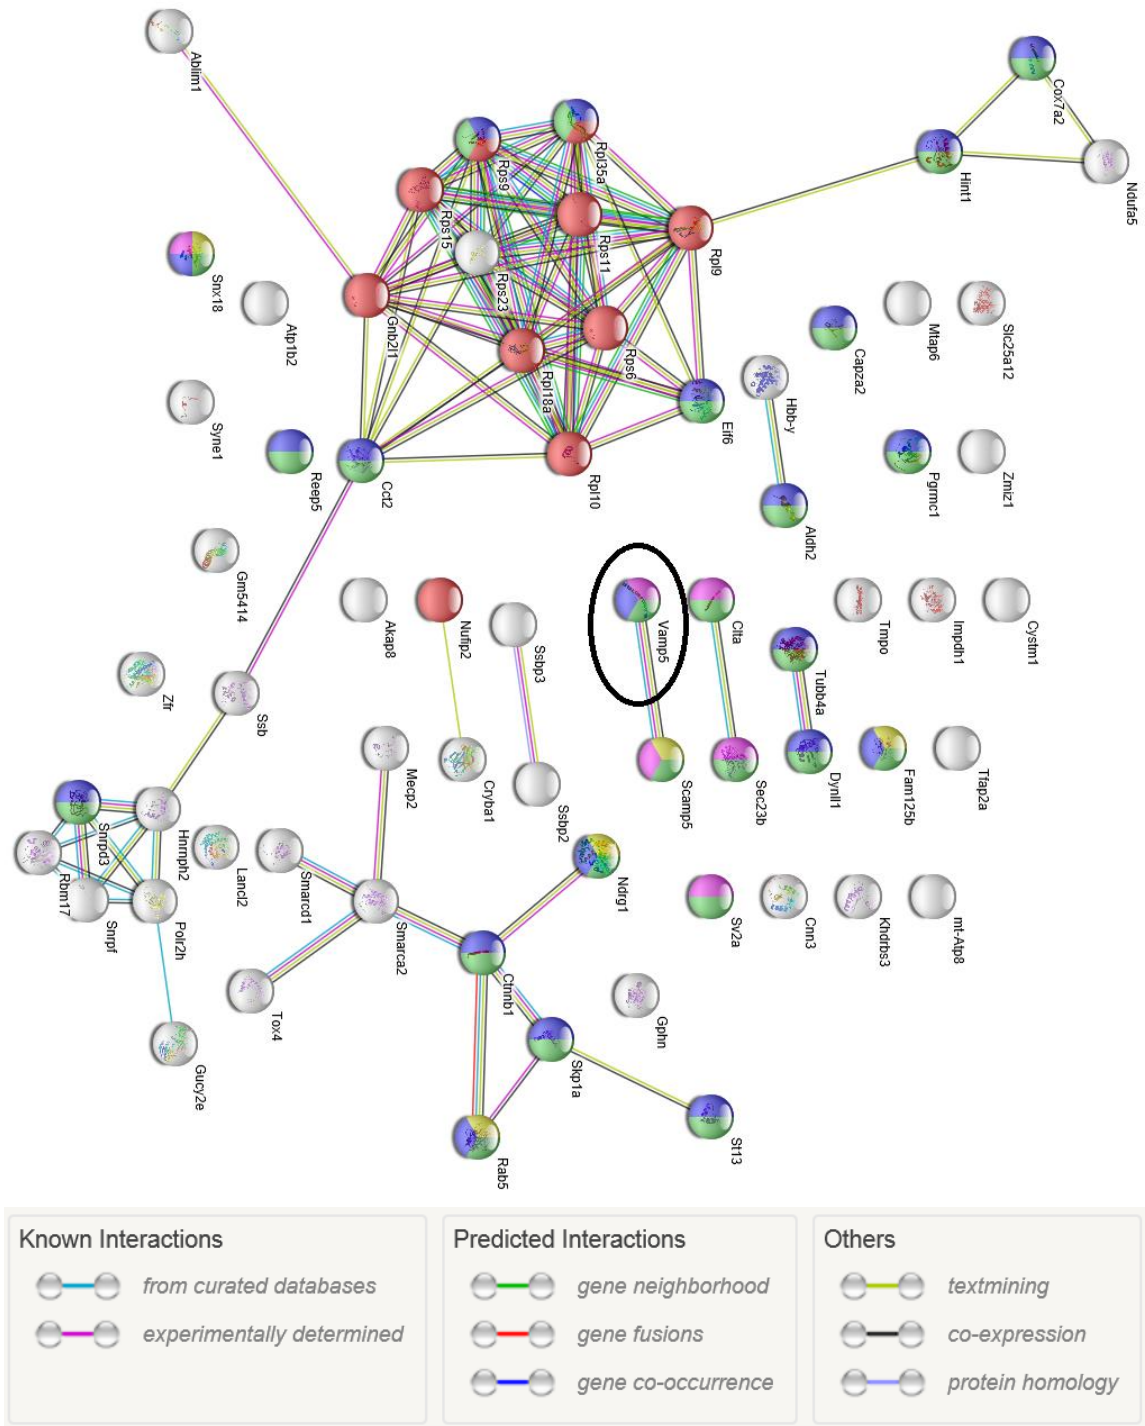 Ablim1
Cox7a2
Ndufa5
Hint1
Rpl35a
Rps9
Rps15
Rps11
Rps23
Rpl9
Snx18
Atp1b2
Gnb2l1
Rps6
Rpl18a
Capza2
Mtap6
Slc25a12
Hbb-y
Eif6
Syne1
Reep5
Cct2
Rpl10
Pgrmc1
Zmiz1
Aldh2
Gm5414
Akap8
Nufip2
Ssbp3
Vamp5
Clta
Tmpo
Impdh1
Cystm1
Tubb4a
Zfr
Ssb
Mecp2
Cryba1
Ssbp2
Scamp5
Sec23b
Dynll1
Fam125b
Tfap2a
Snrpd3
Hnrnph2
Rbm17
Snrpf
Polr2h
Lancl2
Smarcd1
Smarca2
Ndrg1
Sv2a
Cnn3
Khdrbs3
mt-Atp8
Tox4
Ctnnb1
Gphn
Gucy2e
Skp1a
St13
Rab5
Known Interactions
from curated databases
experimentally determined
Predicted Interactions
gene neighborhood
gene fusions
gene co-occurrence
Others
textmining
co-expression
protein homology